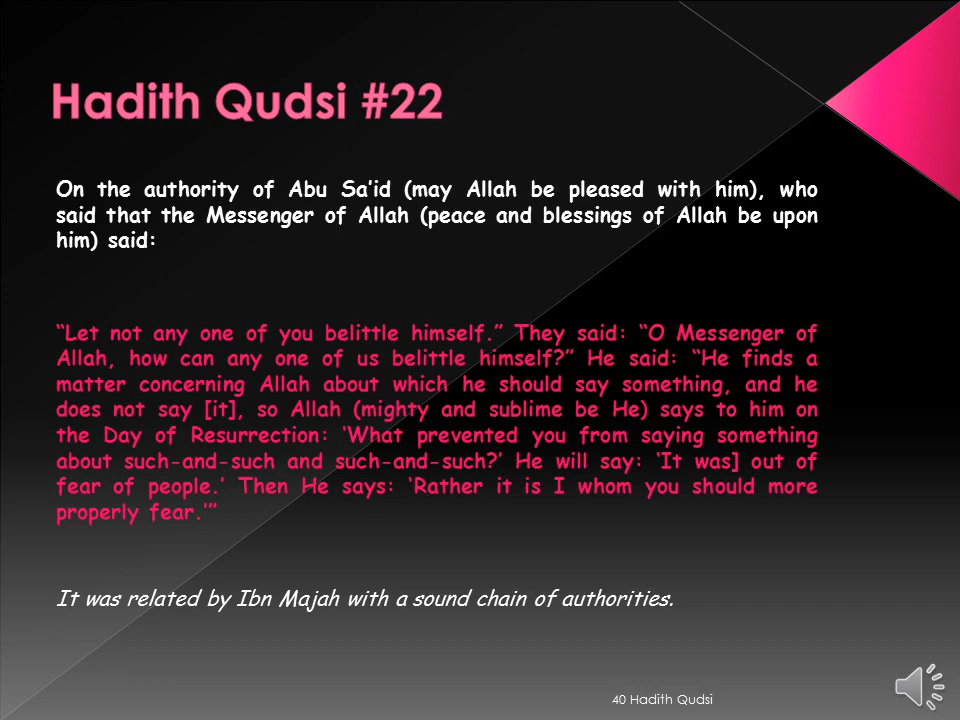 Hadith Qudsi #22
On the authority of Abu Sa’id (may Allah be pleased with him), who
said that the Messenger of Allah (peace and blessings of Allah be upon
him) said:
“Let not any one of you belittle himself.” They said: “O Messenger of
Allah, how can any one of us belittle himself?” He said: “He finds a
matter concerning Allah about which he should say something, and he
does not say [it], so Allah (mighty and sublime be He) says to him on
the Day of Resurrection: ‘What prevented you from saying something
about such-and-such and such-and-such?’ He will say: ‘It was] out of
fear of people.’ Then He says: ‘Rather it is I whom you should more
properly fear.'”
It was related by Ibn Majah with a sound chain of authorities.
40 Hadith Qudsi